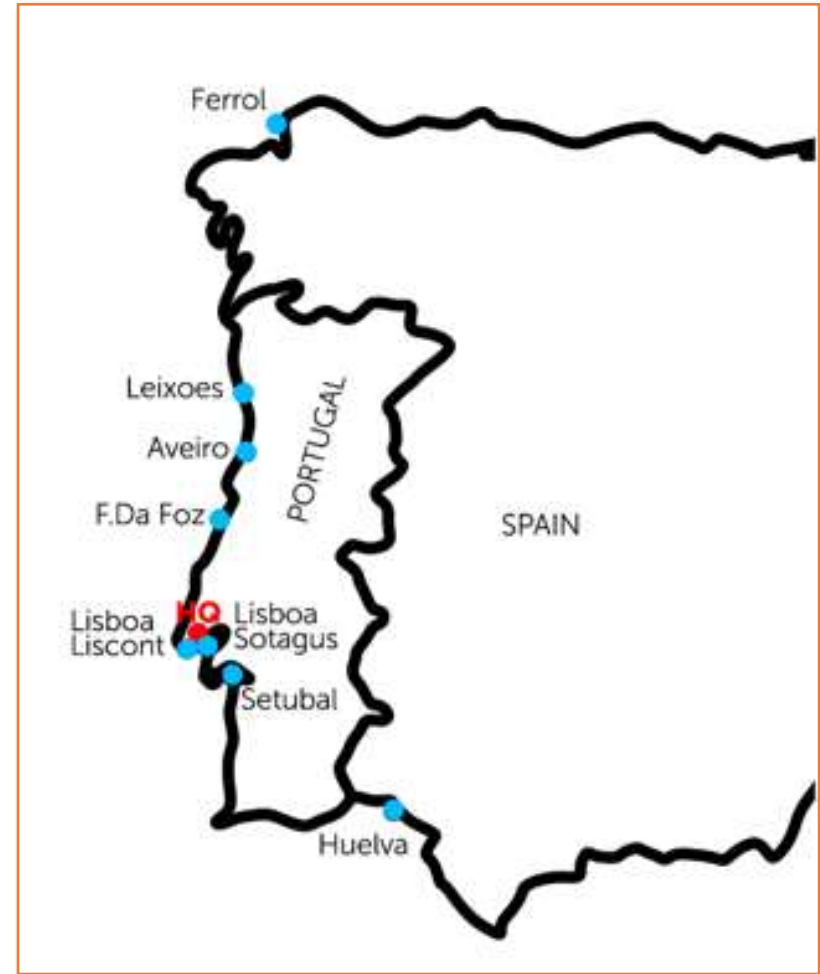 Ferrol
Leixoes
PORTUGAL
Aveiro
F.Da Foz
SPAIN
HQ
Lisboa
Liscont
Lisboa
Sotagus
Setubal
Huelva